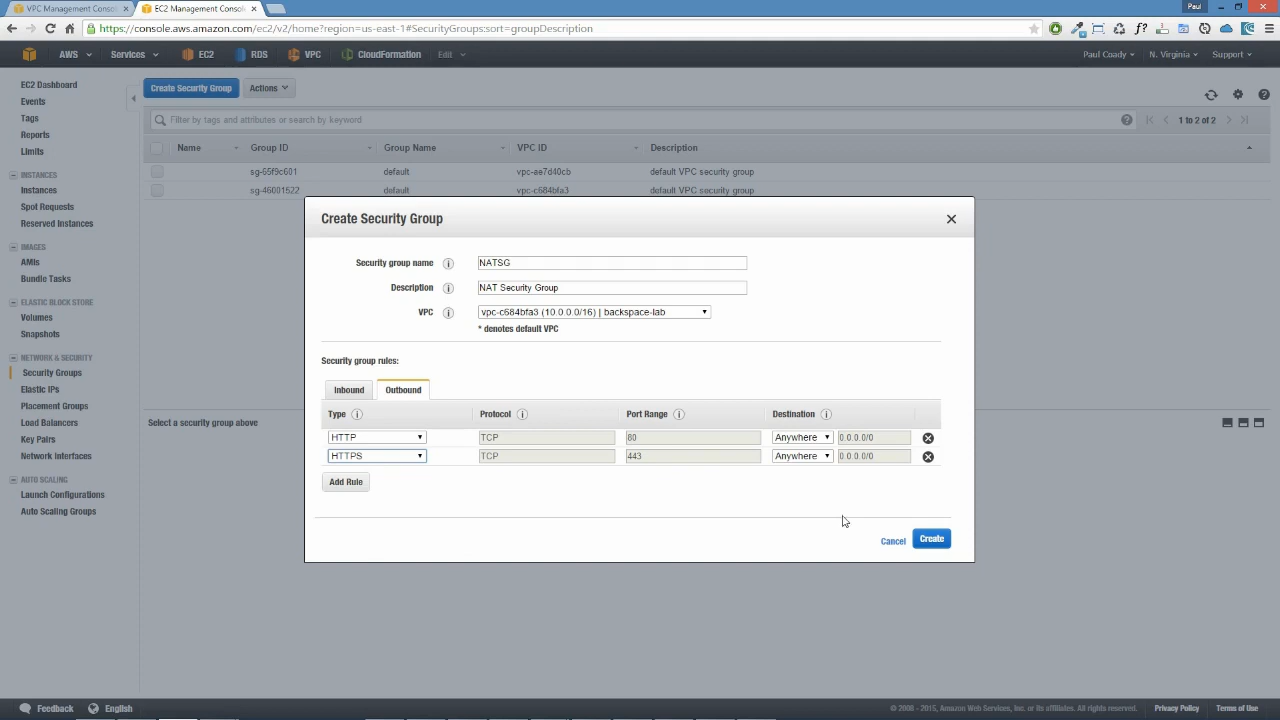 VPC Management Conso
EC2 Management Conso
Paul
https://console.aws.amazon.com/ec2/v2/home?region=us-east-1#SecurityGroups:sort=groupDescription
AWS Services EC2 RDS VPC CloudFormation Edit Paul Coady N. Virginia Support
EC2 Dashboard
Events
Tags
Reports
Limits
INSTANCES
Instances
Spot Requests
Reserved Instances
IMAGES
AMIs
Bundle Tasks
ELASTIC BLOCK STORE
Volumes
Snapshots
NETWORK & SECURITY
Security Groups
Elastic IPs
Placement Groups
Load Balancers
Key Pairs
Network Interfaces
AUTO SCALING
Launch Configurations
Auto Scaling Groups
Create Security Group Actions
Filter by tags and attributes or search by keyword
1 to 2 of 2
Name Group ID Group Name VPC ID Description
sg-65f9c601 default vpc-ae7d40cb default VPC security group
sg-46081522 default vpc-c684bfa3 default VPC security group
Create Security Group
Security group name NATSG
Description NAT Security Group
VPC vpc-c684bfa3 (10.0.0.0/16) | backspace-lab
* denotes default VPC
Security group rules:
Inbound Outbound
Type Protocol Port Range Destination
HTTP TCP 80 Anywhere 0.0.0.0/0
HTTPS TCP 443 Anywhere 0.0.0.0/0
Add Rule
Cancel Create
Select a security group above
Feedback English
© 2008 - 2015, Amazon Web Services, Inc. or its affiliates. All rights reserved. Privacy Policy Terms of Use